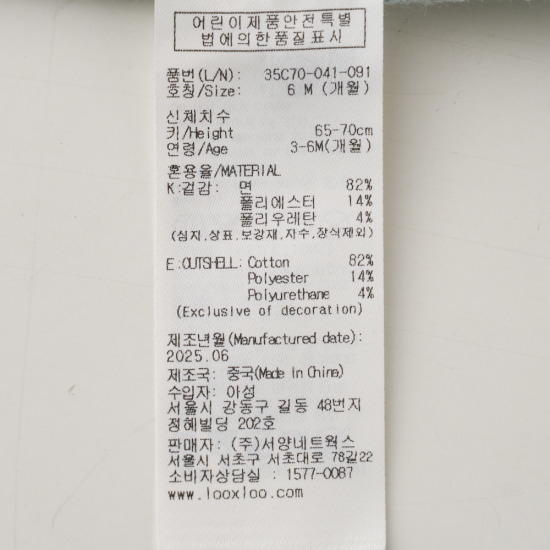 어린이제품안전특별
법에의한품질표시
품번(L/N): 35C70-041-091
호칭/Size: 6 M (개월)
신체치수
키/Height 65-70cm
연령/Age 3-6M(개월)
혼용율/MATERIAL
K:겉감: 면 82%
폴리에스터 14%
폴리우레탄 4%
(심지,상표,보강재,자수,장식제외)
E:OUTSHELL: Cotton 82%
Polyester 14%
Polyurethane 4%
(Exclusive of decoration)
제조년월(Manufactured date):
2025.06
제조국: 중국(Made In China)
수입자: 아성
서울시 강동구 길동 48번지
정혜빌딩 202호
판매자: (주)서양네트웍스
서울시 서초구 서초대로 78길22
소비자상담실 : 1577-0087
www.looxloo.com